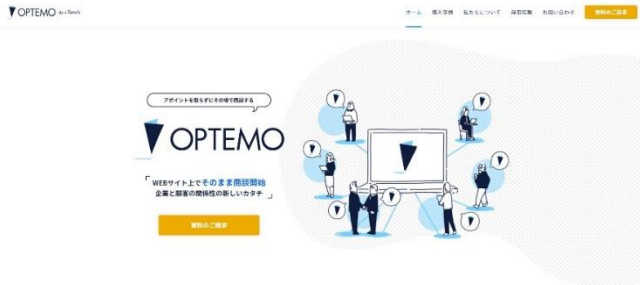 OPTEMO by jTank
ホーム 導入事例 私たちについて 採用情報 お問い合わせ 資料のご請求
アポイントを取らずにその場で商談する
OPTEMO
「WEBサイト上でそのまま商談開始
企業と顧客の関係性の新しいカタチ」
資料のご請求